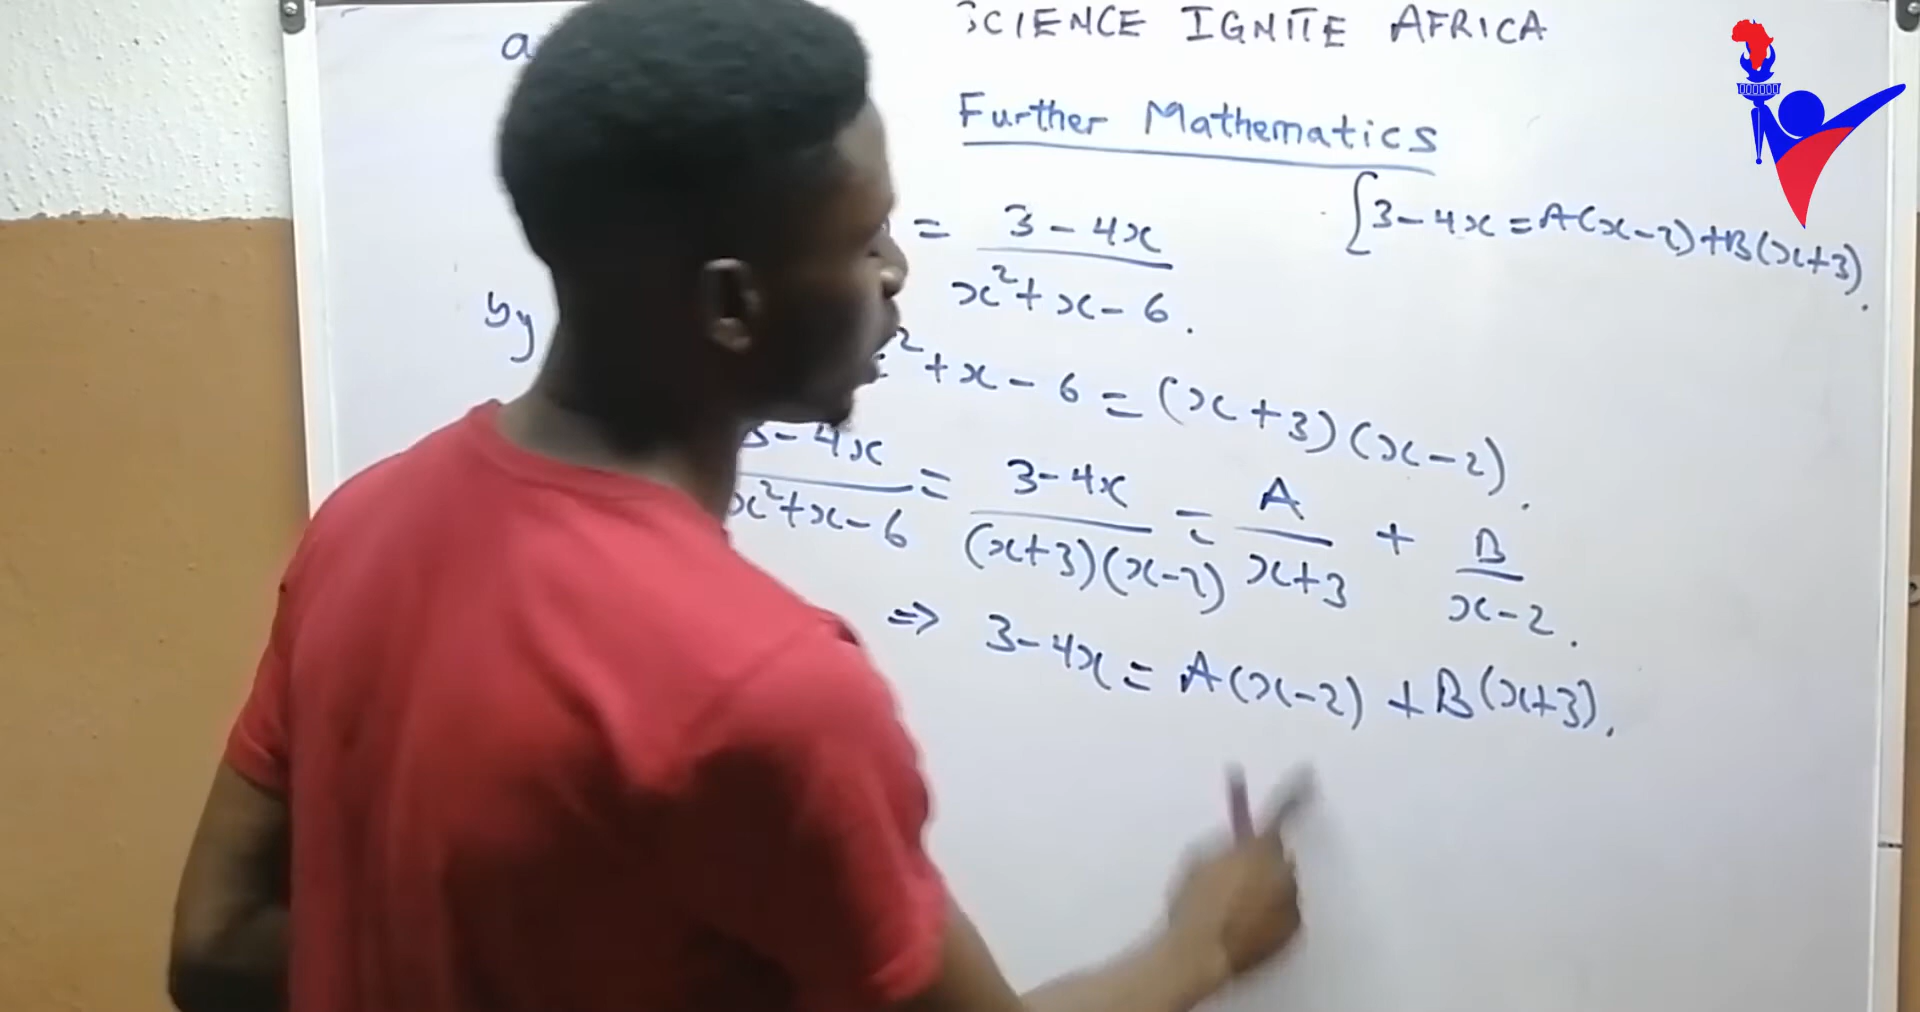 a
SCIENCE IGNITE AFRICA
Further Mathematics
= 3 - 4x
x² + x - 6.
[3 - 4x = A(x-2) + B(x+3).
by
x² + x - 6 = (x+3)(x-2).
3-4x / x²+x-6 = 3-4x / (x+3)(x-2) = A / x+3 + B / x-2.
⇒ 3-4x = A(x-2) + B(x+3).